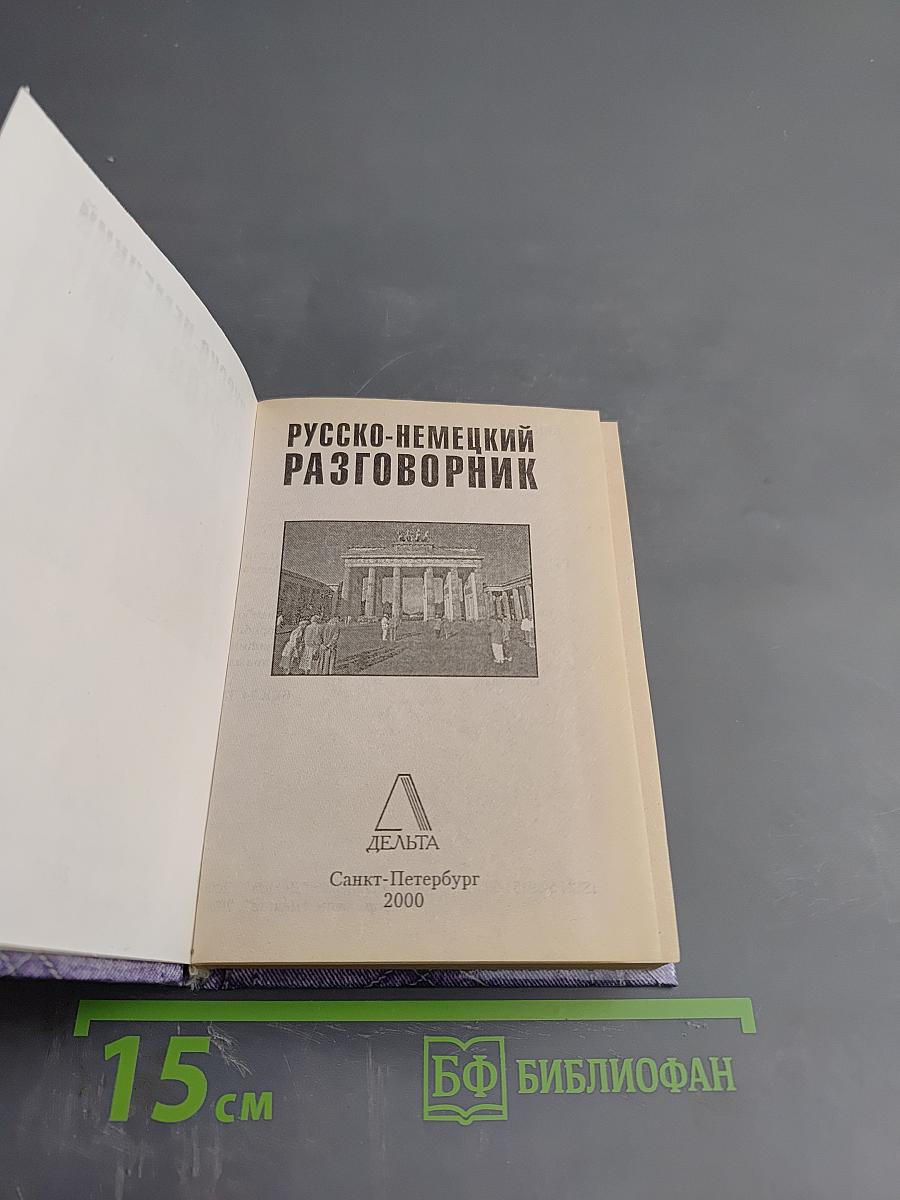 РУССКО-НЕМЕЦКИЙ
РАЗГОВОРНИК
ДЕЛЬТА
Санкт-Петербург
2000
15 см
БФ БИБЛИОФАН